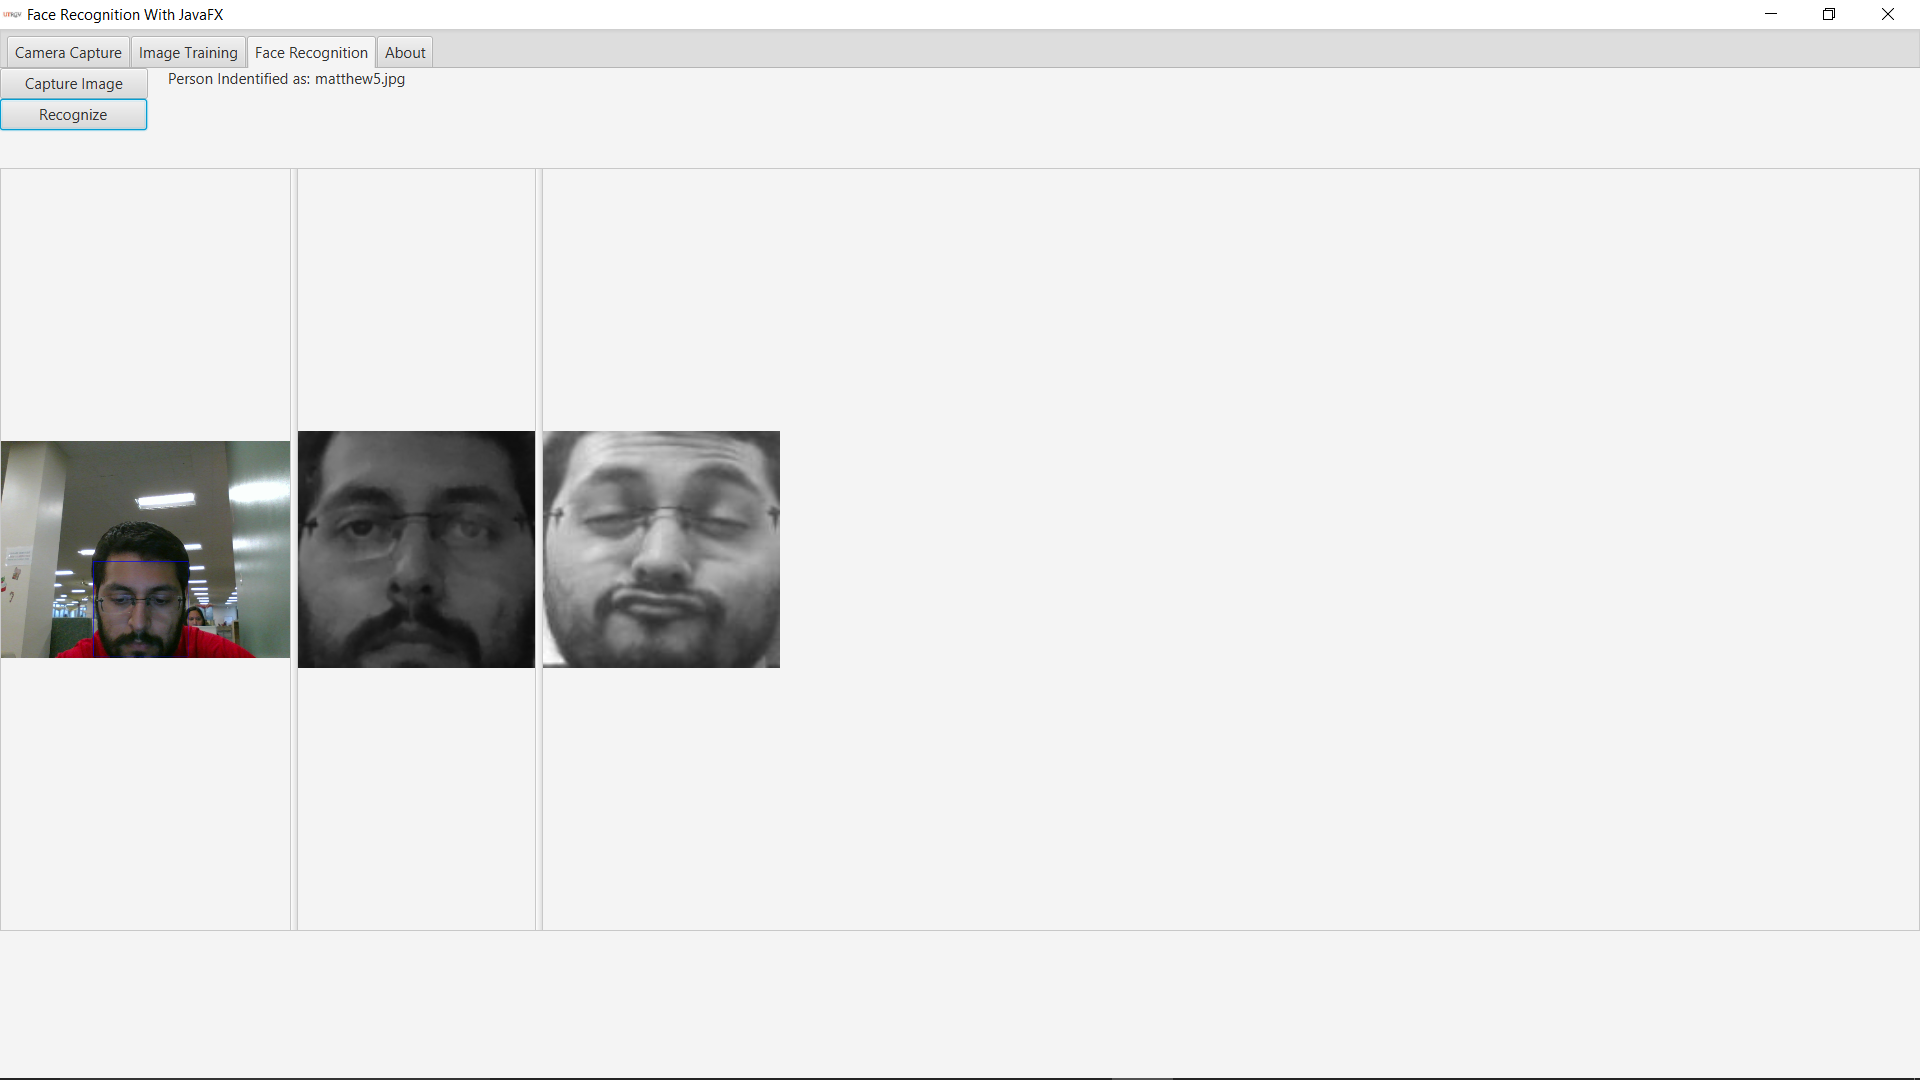 UTRGV Face Recognition With JavaFX
Camera Capture Image Training Face Recognition About
Capture Image Person Indentified as: matthew5.jpg
Recognize